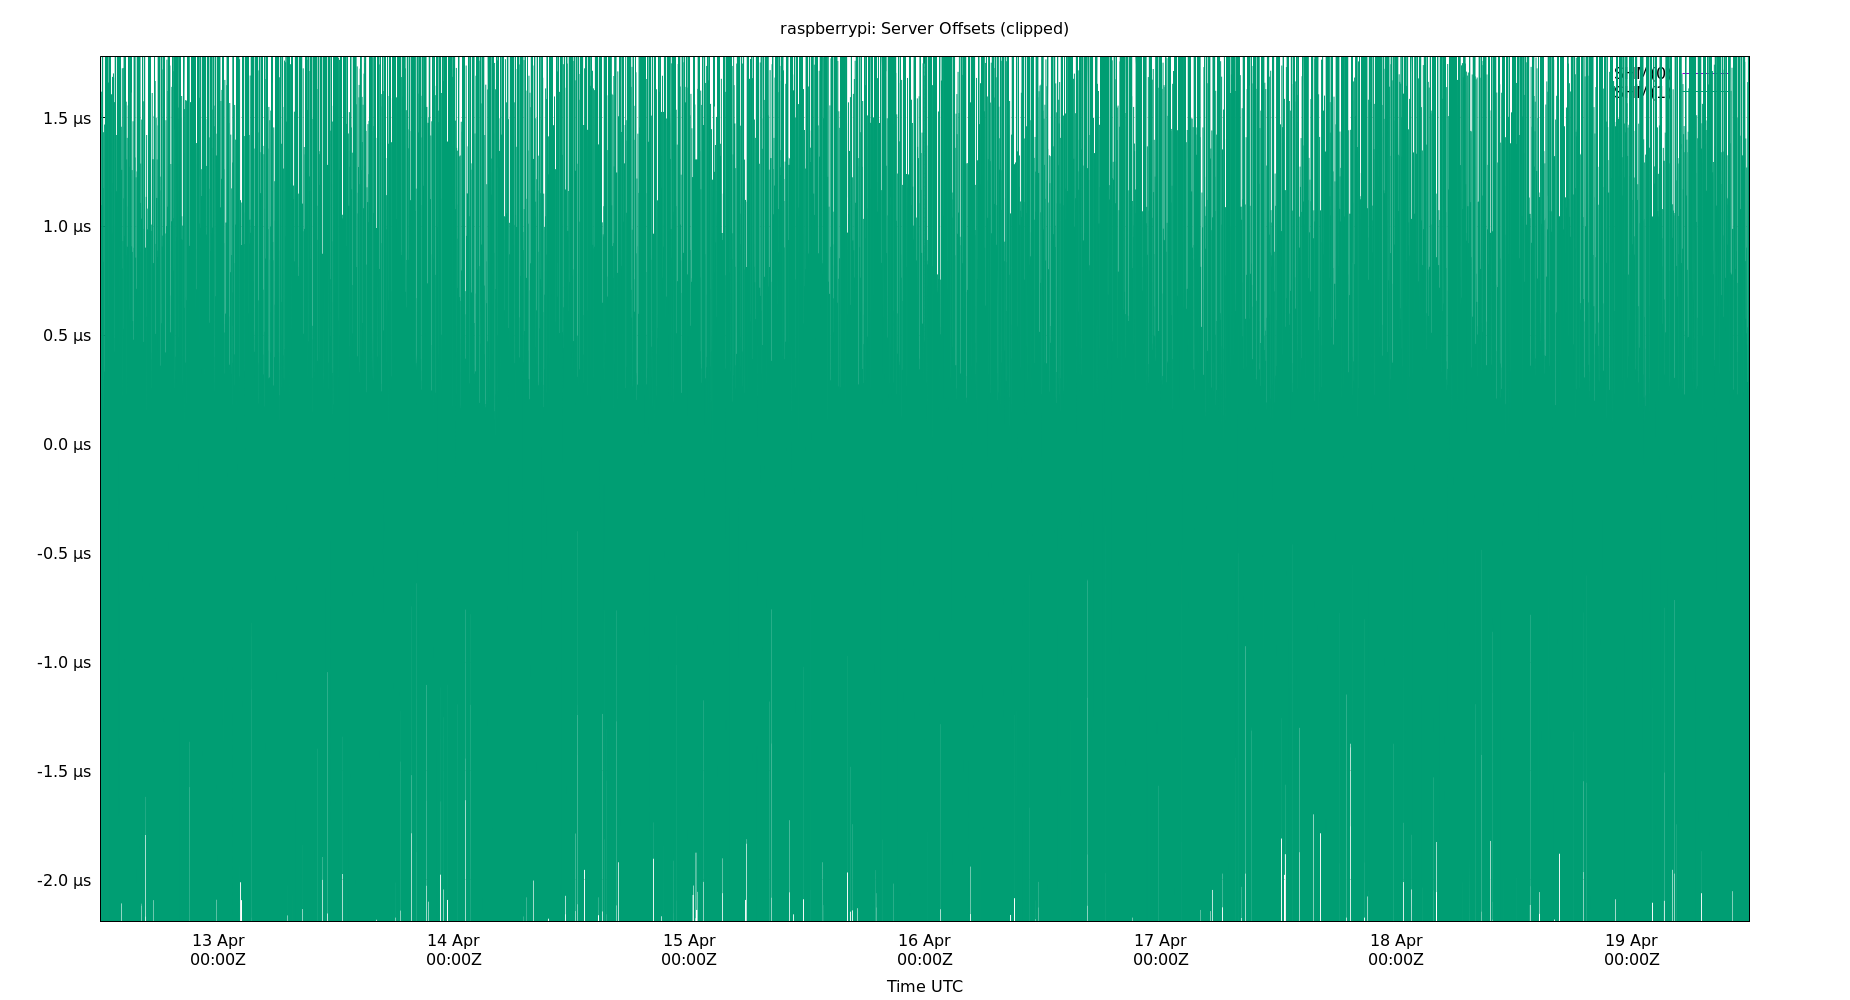 raspberrypi: Server Offsets (clipped)
SHM(0)
1.5 µs
1.0 µs
0.5 µs
0.0 µs
-0.5 µs
-1.0 µs
-1.5 µs
-2.0 µs
13 Apr
00:00Z
14 Apr
00:00Z
15 Apr
00:00Z
16 Apr
00:00Z
17 Apr
00:00Z
18 Apr
00:00Z
19 Apr
00:00Z
Time UTC